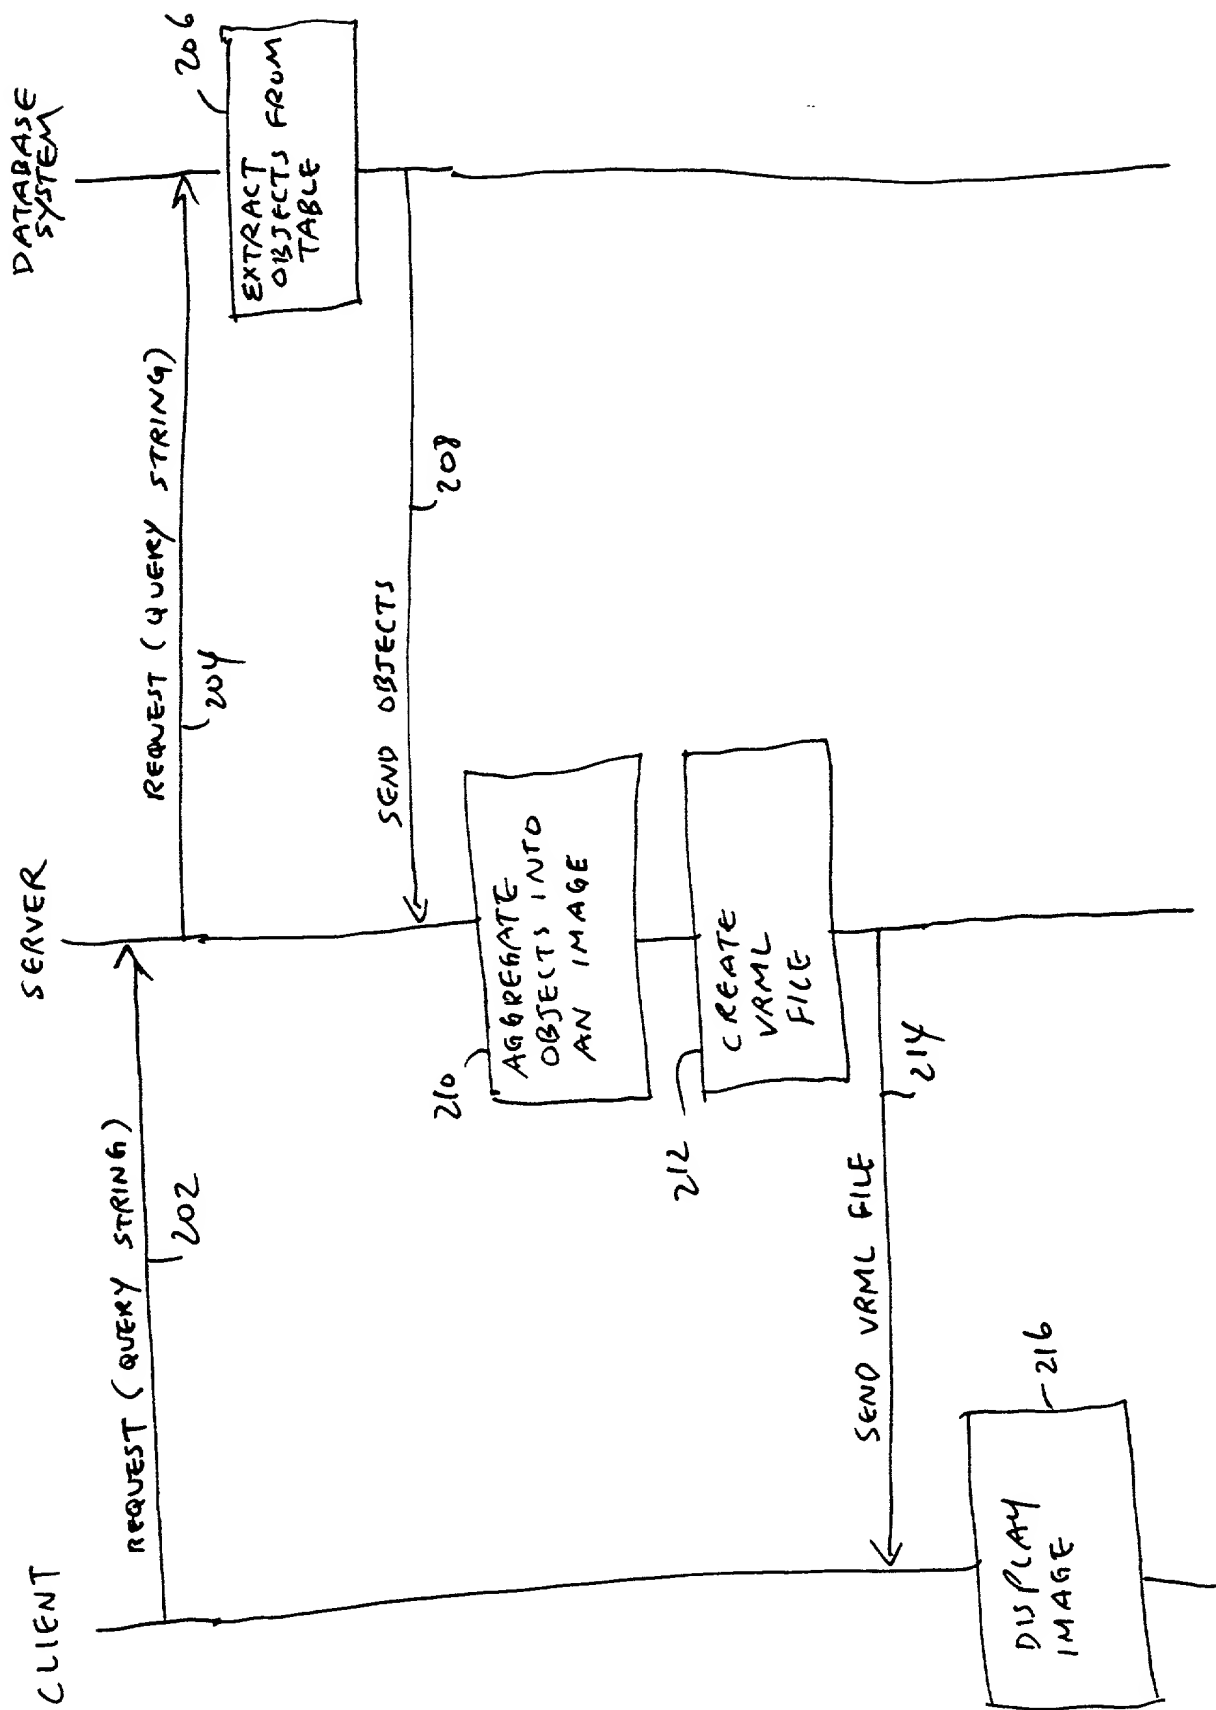 CLIENT
SERVER
DATABASE
SYSTEM
REQUEST (QUERY STRING)
202
REQUEST (QUERY STRING)
204
206
EXTRACT
OBJECTS FROM
TABLE
SEND OBJECTS
208
210
AGGREGATE
OBJECTS INTO
AN IMAGE
212
CREATE
VRML
FILE
SEND VRML FILE
214
DISPLAY
IMAGE
216